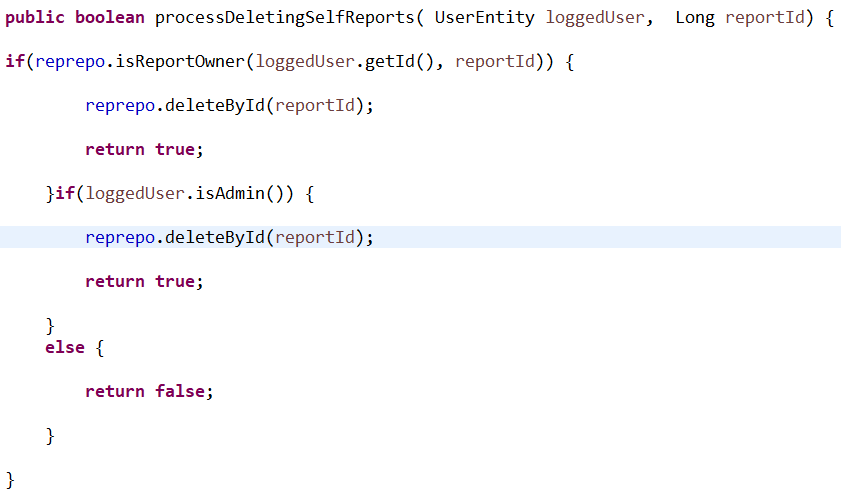 public boolean processDeletingSelfReports( UserEntity loggedUser,  Long reportId) {
if(reprepo.isReportOwner(loggedUser.getId(), reportId)) {
reprepo.deleteById(reportId);
return true;
}if(loggedUser.isAdmin()) {
reprepo.deleteById(reportId);
return true;
}
else {
return false;
}
}